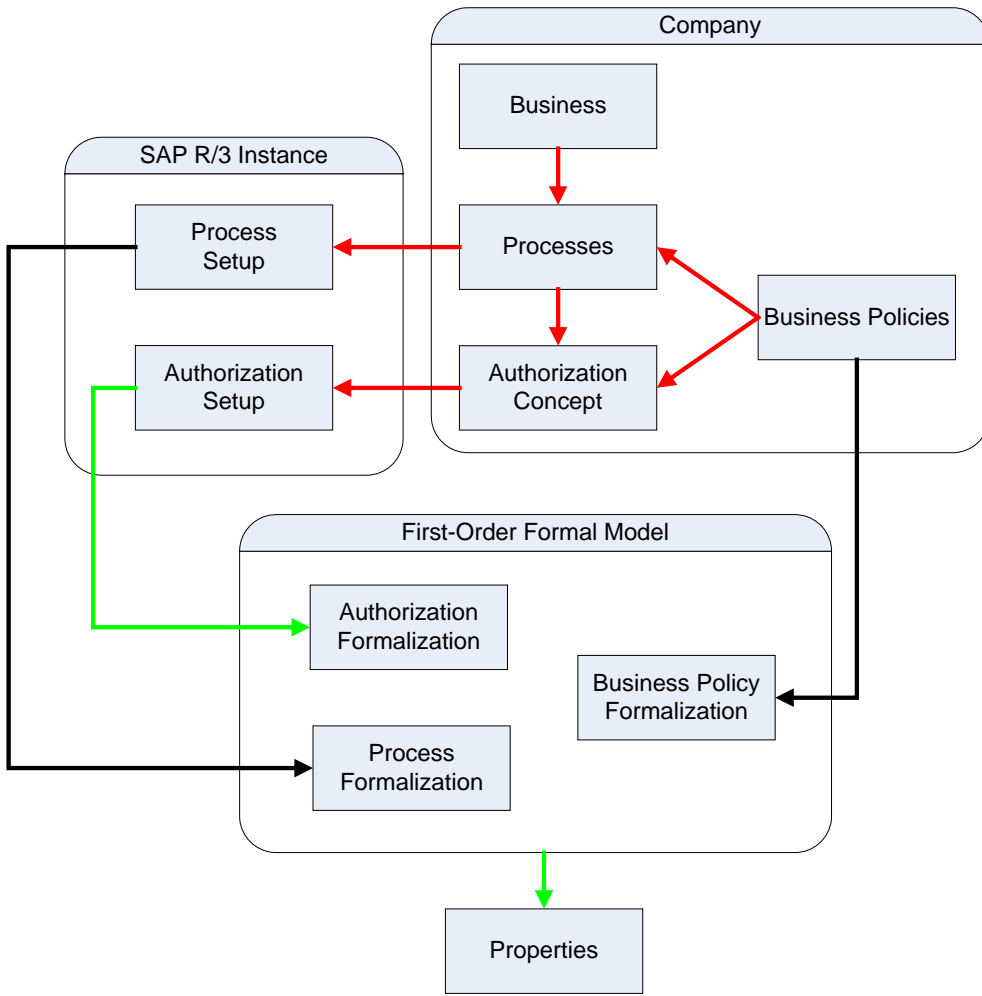 Company
Business
SAP R/3 Instance
Process
Setup
Processes
Business Policies
Authorization
Setup
Authorization
Concept
First-Order Formal Model
Authorization
Formalization
Business Policy
Formalization
Process
Formalization
Properties